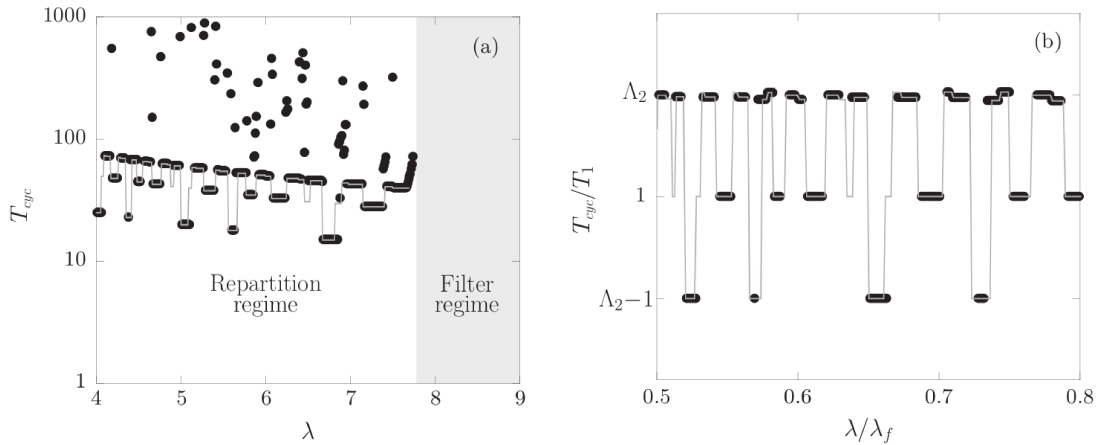 1000
100
10
1
T_cyc
(a)
Repartition
regime
Filter
regime
4 5 6 7 8 9
λ
(b)
Λ₂
1
Λ₂−1
T_cyc/T₁
0.5 0.6 0.7 0.8
λ/λ_f